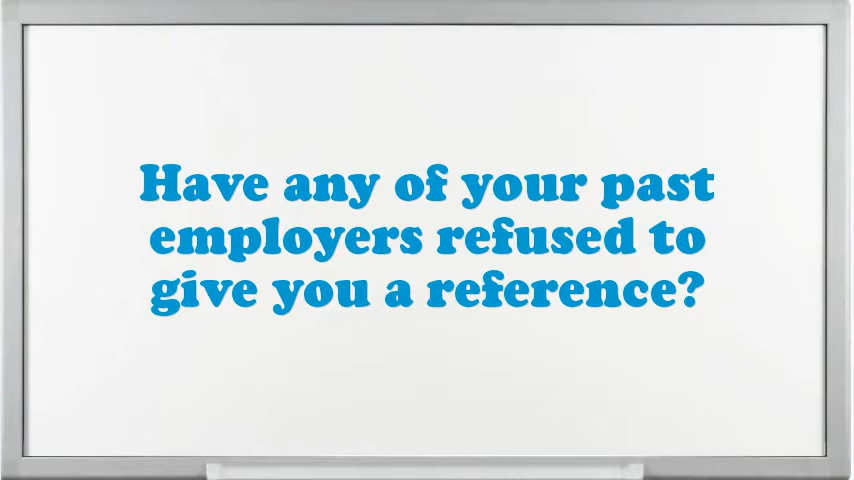 Have any of your past
employers refused to
give you a reference?